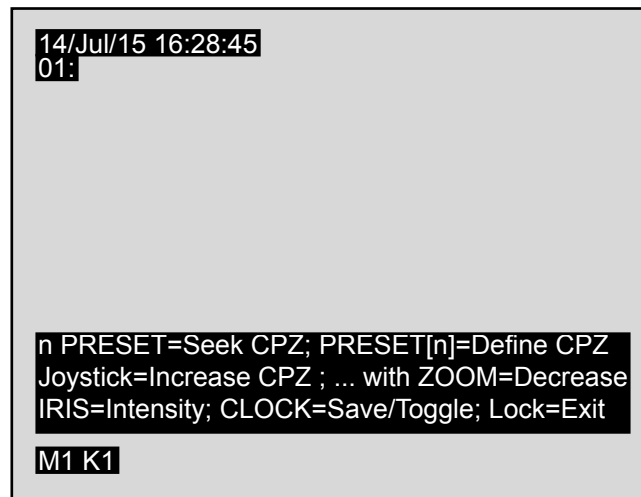 14/Jul/15 16:28:45
01:
n PRESET=Seek CPZ; PRESET[n]=Define CPZ
Joystick=Increase CPZ ; ... with ZOOM=Decrease
IRIS=Intensity; CLOCK=Save/Toggle; Lock=Exit
M1 K1